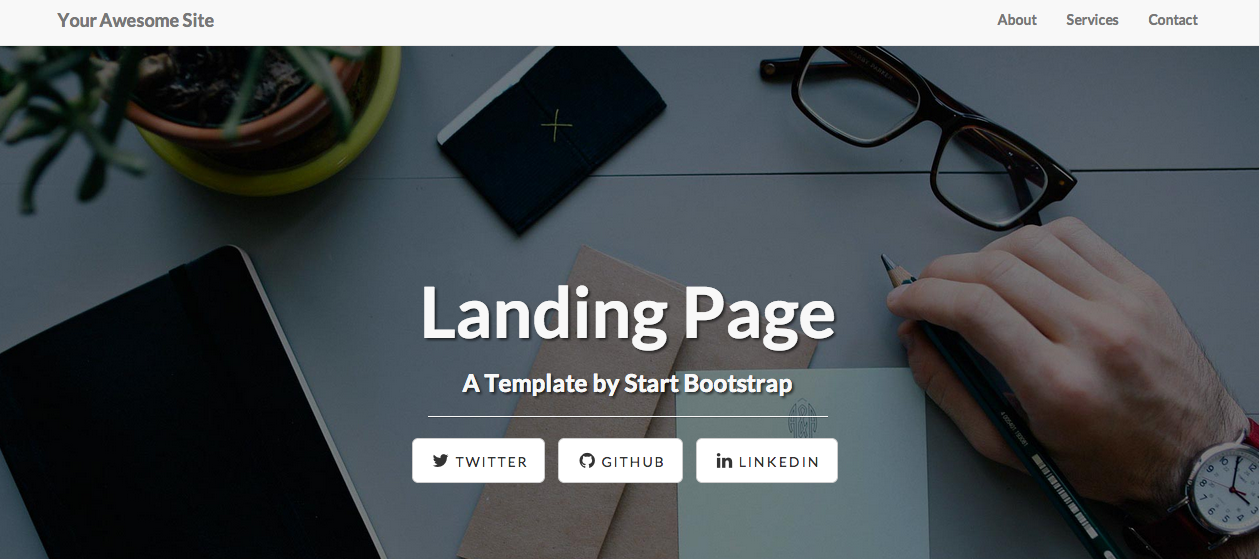 Your Awesome Site
About Services Contact
Landing Page
A Template by Start Bootstrap
TWITTER GITHUB LINKEDIN